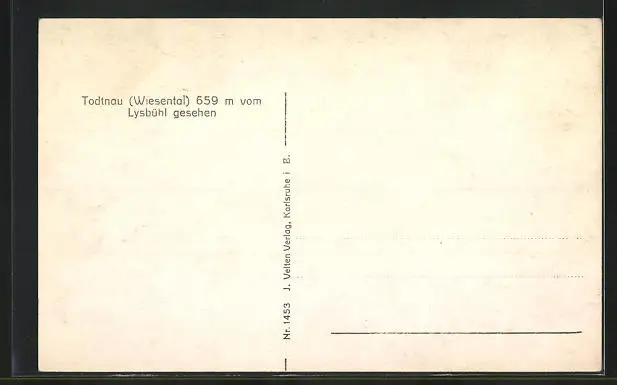 Todtnau (Wiesental) 659 m vom
Lysbühl gesehen
Nr. 1453 J. Velten Verlag, Karlsruhe i B.